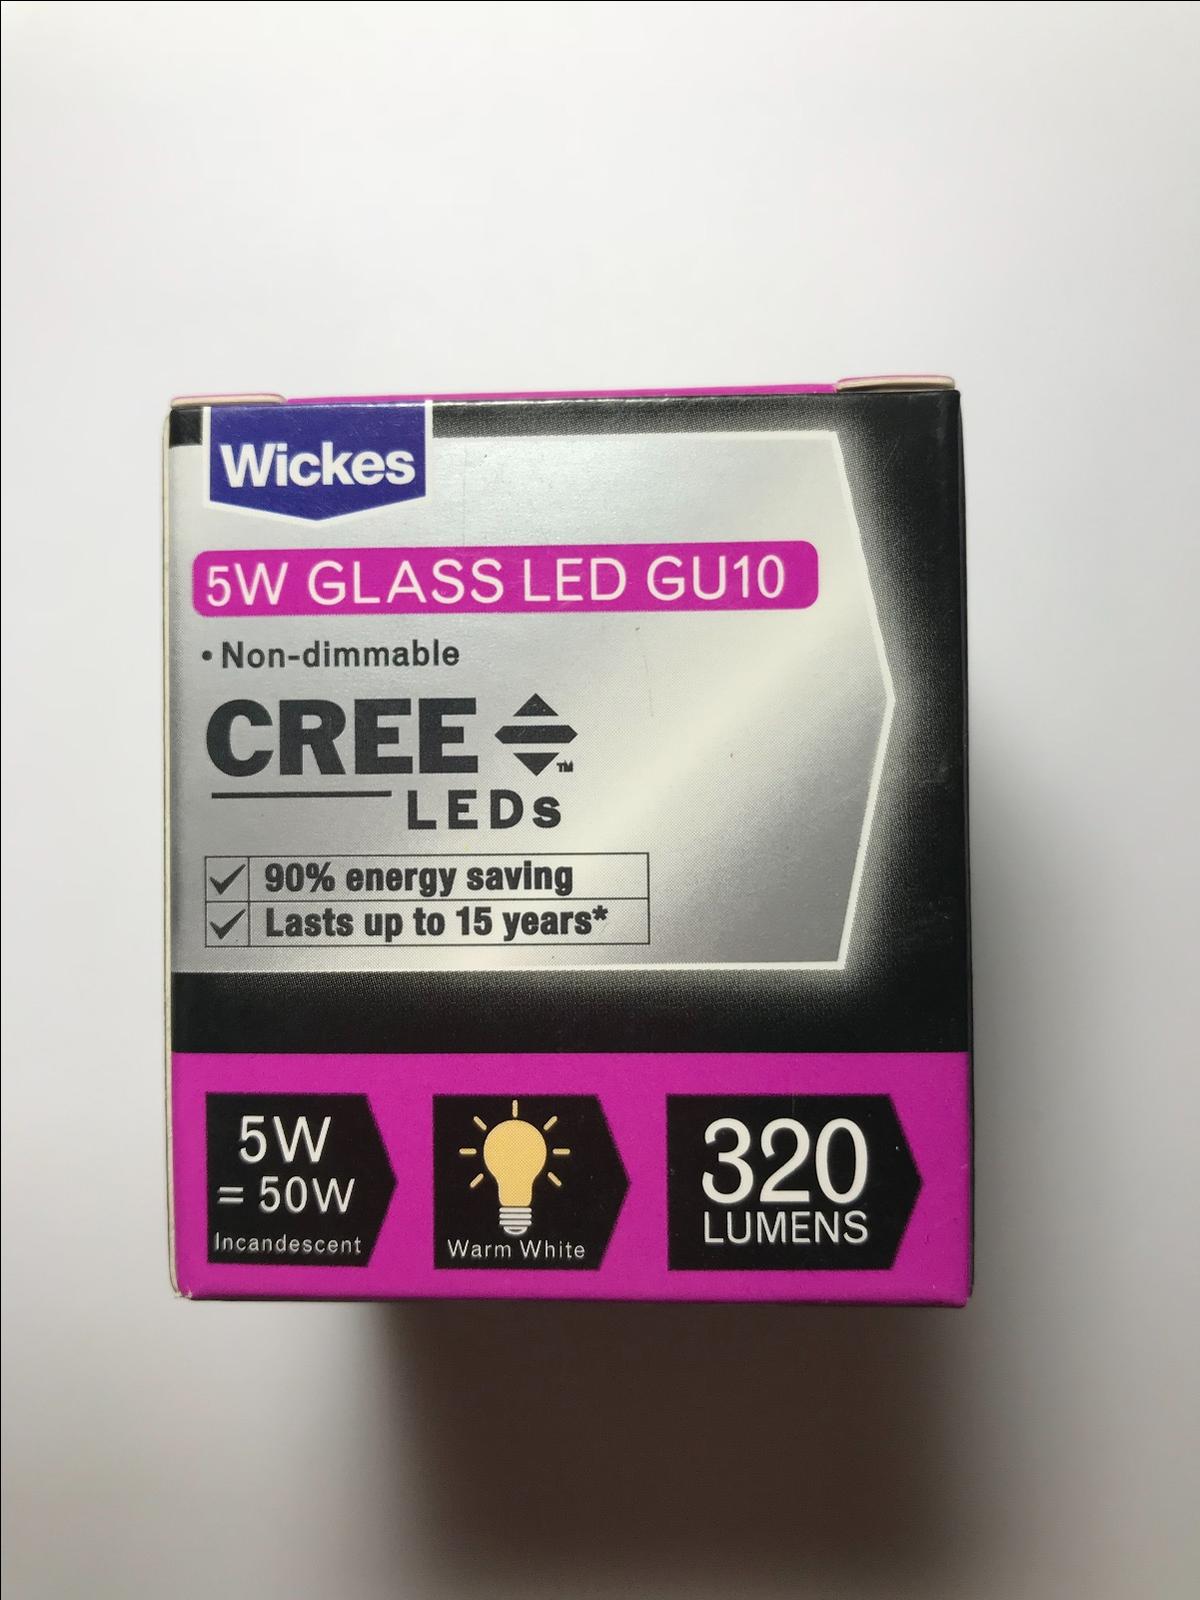 Wickes
5W GLASS LED GU10
• Non-dimmable
CREE ™
LEDs
90% energy saving
Lasts up to 15 years*
5W
= 50W
Incandescent
Warm White
320
LUMENS